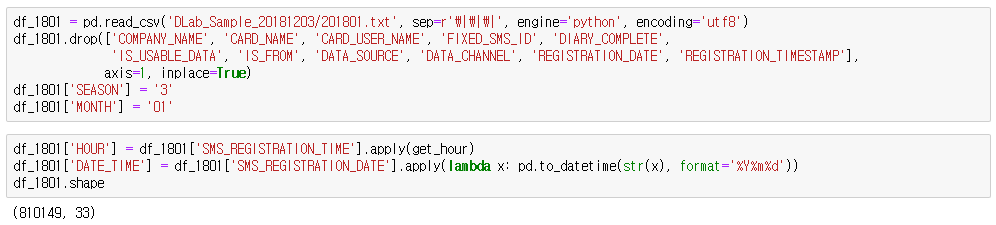 df_1801 = pd.read_csv('DLab_Sample_20181203/201801.txt', sep=r'₩|₩|₩|', engine='python', encoding='utf8')
df_1801.drop(['COMPANY_NAME', 'CARD_NAME', 'CARD_USER_NAME', 'FIXED_SMS_ID', 'DIARY_COMPLETE',
'IS_USABLE_DATA', 'IS_FROM', 'DATA_SOURCE', 'DATA_CHANNEL', 'REGISTRATION_DATE', 'REGISTRATION_TIMESTAMP'],
axis=1, inplace=True)
df_1801['SEASON'] = '3'
df_1801['MONTH'] = '01'
df_1801['HOUR'] = df_1801['SMS_REGISTRATION_TIME'].apply(get_hour)
df_1801['DATE_TIME'] = df_1801['SMS_REGISTRATION_DATE'].apply(lambda x: pd.to_datetime(str(x), format='%Y%m%d'))
df_1801.shape
(810149, 33)